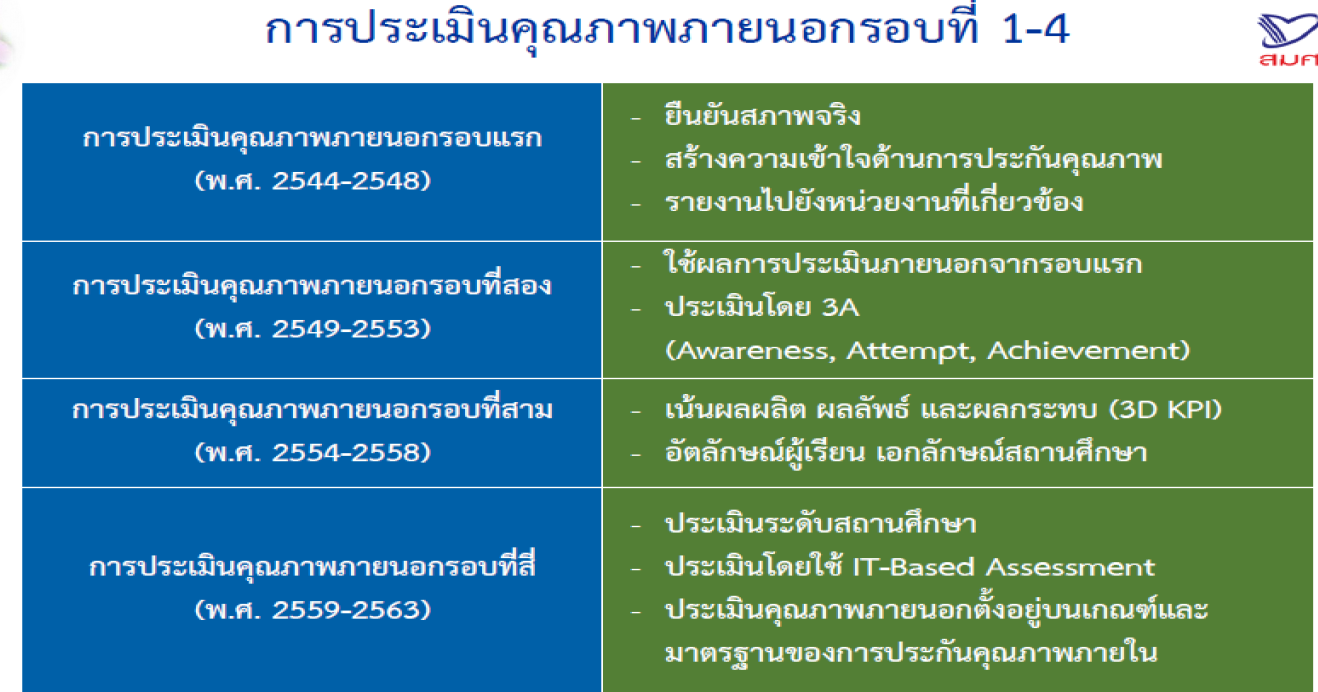 การประเมินคุณภาพภายนอกรอบที่ 1-4
สมศ
การประเมินคุณภาพภายนอกรอบแรก
(พ.ศ. 2544-2548)
- ยืนยันสภาพจริง
- สร้างความเข้าใจด้านการประกันคุณภาพ
- รายงานไปยังหน่วยงานที่เกี่ยวข้อง
การประเมินคุณภาพภายนอกรอบที่สอง
(พ.ศ. 2549-2553)
- ใช้ผลการประเมินภายนอกจากรอบแรก
- ประเมินโดย 3A
(Awareness, Attempt, Achievement)
การประเมินคุณภาพภายนอกรอบที่สาม
(พ.ศ. 2554-2558)
- เน้นผลผลิต ผลลัพธ์ และผลกระทบ (3D KPI)
- อัตลักษณ์ผู้เรียน เอกลักษณ์สถานศึกษา
การประเมินคุณภาพภายนอกรอบที่สี่
(พ.ศ. 2559-2563)
- ประเมินระดับสถานศึกษา
- ประเมินโดยใช้ IT-Based Assessment
- ประเมินคุณภาพภายนอกตั้งอยู่บนเกณฑ์และ
มาตรฐานของการประกันคุณภาพภายใน